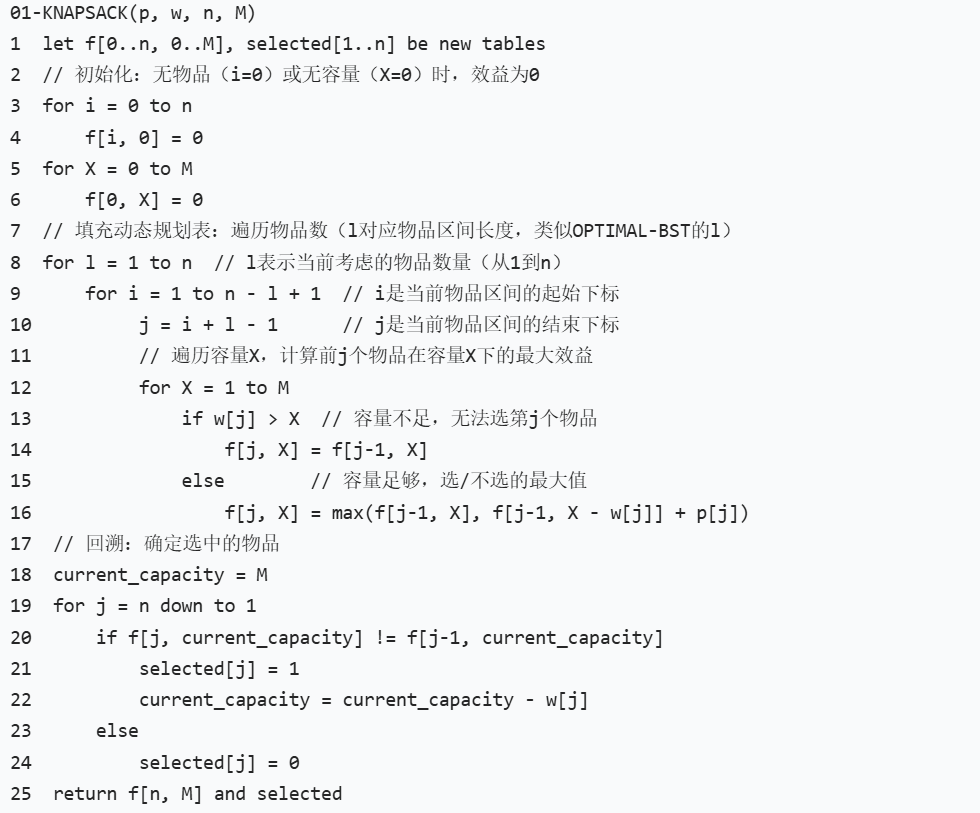 01-KNAPSACK(p, w, n, M)
1  let f[0..n, 0..M], selected[1..n] be new tables
2  // 初始化：无物品（i=0）或无容量（X=0）时，效益为0
3  for i = 0 to n
4      f[i, 0] = 0
5  for X = 0 to M
6      f[0, X] = 0
7  // 填充动态规划表：遍历物品数（l对应物品区间长度，类似OPTIMAL-BST的l）
8  for l = 1 to n  // l表示当前考虑的物品数量（从1到n）
9      for i = 1 to n - l + 1  // i是当前物品区间的起始下标
10          j = i + l - 1      // j是当前物品区间的结束下标
11          // 遍历容量X，计算前j个物品在容量X下的最大效益
12          for X = 1 to M
13              if w[j] > X  // 容量不足，无法选第j个物品
14                  f[j, X] = f[j-1, X]
15              else        // 容量足够，选/不选的最大值
16                  f[j, X] = max(f[j-1, X], f[j-1, X - w[j]] + p[j])
17  // 回溯：确定选中的物品
18  current_capacity = M
19  for j = n down to 1
20      if f[j, current_capacity] != f[j-1, current_capacity]
21          selected[j] = 1
22          current_capacity = current_capacity - w[j]
23      else
24          selected[j] = 0
25  return f[n, M] and selected